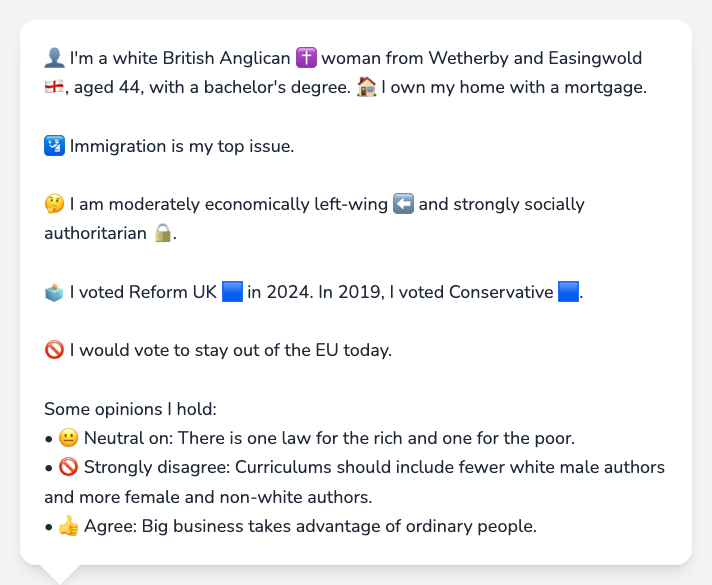 👤 I'm a white British Anglican ✝️ woman from Wetherby and Easingwold
🏴󠁧󠁢󠁥󠁮󠁧󠁿, aged 44, with a bachelor's degree. 🏠 I own my home with a mortgage.
🛂 Immigration is my top issue.
🤔 I am moderately economically left-wing ⬅️ and strongly socially
authoritarian 🔒.
🗳️ I voted Reform UK 🟦 in 2024. In 2019, I voted Conservative 🟦.
🚫 I would vote to stay out of the EU today.
Some opinions I hold:
• 😐 Neutral on: There is one law for the rich and one for the poor.
• 🚫 Strongly disagree: Curriculums should include fewer white male authors
and more female and non-white authors.
• 👍 Agree: Big business takes advantage of ordinary people.